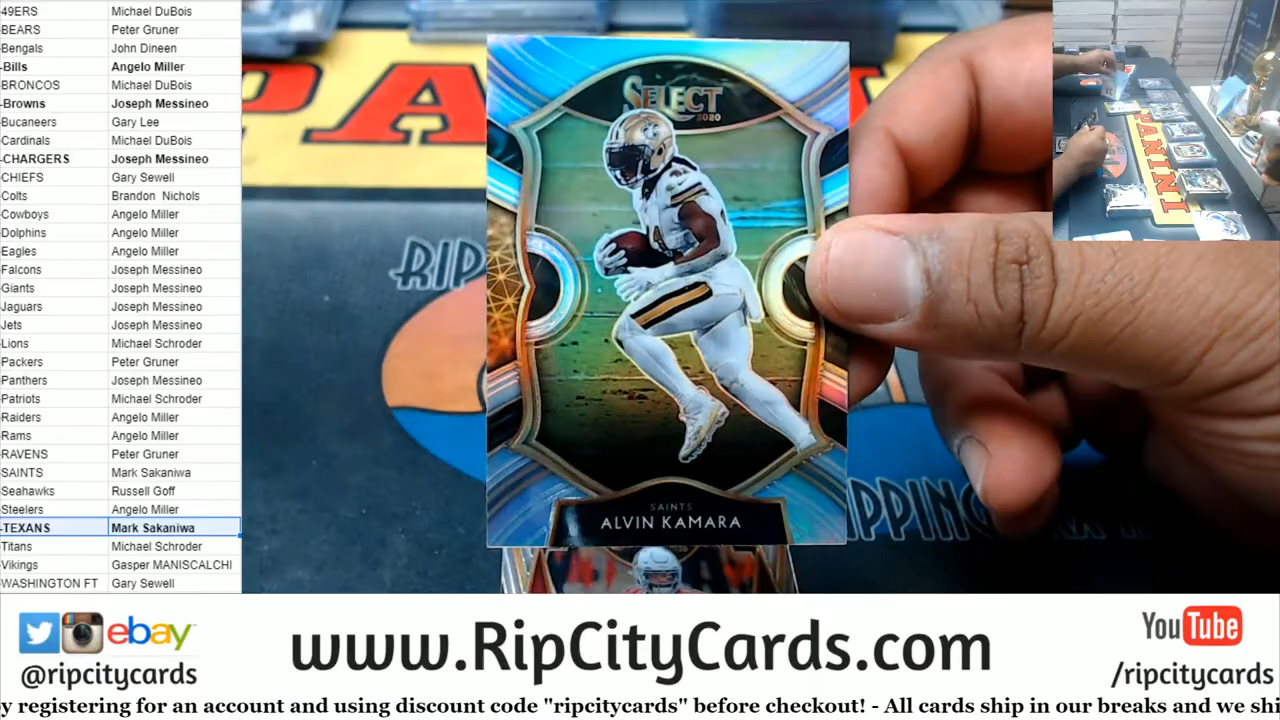 49ERS Michael DuBois
-BEARS Peter Gruner
Bengals John Dineen
-Bills Angelo Miller
BRONCOS Michael DuBois
-Browns Joseph Messineo
Bucaneers Gary Lee
Cardinals Michael DuBois
-CHARGERS Joseph Messineo
CHIEFS Gary Sewell
Colts Brandon Nichols
Cowboys Angelo Miller
Dolphins Angelo Miller
Eagles Angelo Miller
Falcons Joseph Messineo
Giants Joseph Messineo
Jaguars Joseph Messineo
Jets Joseph Messineo
-Lions Michael Schroder
Packers Peter Gruner
Panthers Joseph Messineo
Patriots Michael Schroder
Raiders Angelo Miller
Rams Angelo Miller
RAVENS Peter Gruner
SAINTS Mark Sakaniwa
Seahawks Russell Goff
Steelers Angelo Miller
-TEXANS Mark Sakaniwa
Titans Michael Schroder
Vikings Gasper MANISCALCHI
WASHINGTON FT Gary Sewell
SELECT
2020
SAINTS
ALVIN KAMARA
RIP
PPING
PANINI
ebay
@ripcitycards
www.RipCityCards.com
YouTube
/ripcitycards
y registering for an account and using discount code "ripcitycards" before checkout! - All cards ship in our breaks and we shi